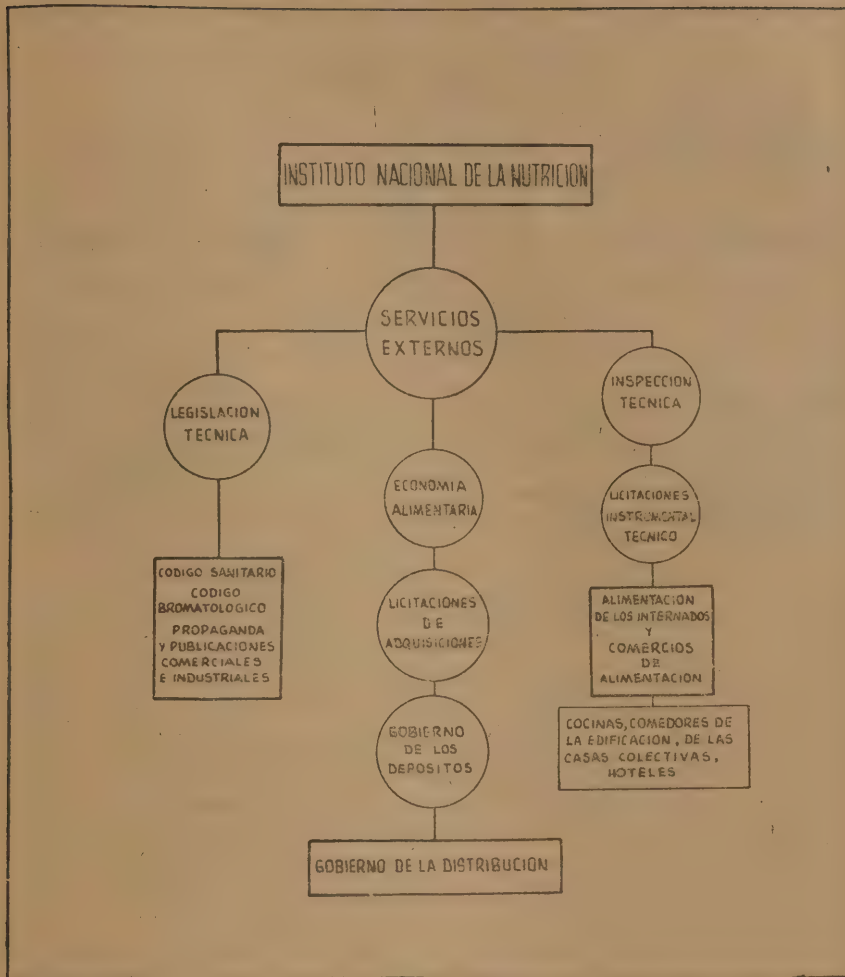 INSTITUTO NACIONAL DE LA NUTRICION
SERVICIOS
EXTERNOS
LEGISLACION
TECNICA
CODIGO SANITARIO
CODIGO
BROMATOLOGICO
PROPAGANDA
Y PUBLICACIONES
COMERCIALES
E INDUSTRIALES
ECONOMIA
ALIMENTARIA
LICITACIONES
DE
ADQUISICIONES
GOBIERNO
DE LOS
DEPOSITOS
GOBIERNO DE LA DISTRIBUCION
INSPECCION
TECNICA
LICITACIONES
INSTRUMENTAL
TECNICO
ALIMENTACION
DE LOS INTERNADOS
Y
COMERCIOS
DE
ALIMENTACION
COCINAS, COMEDORES DE
LA EDIFICACION, DE LAS
CASAS COLECTIVAS,
HOTELES